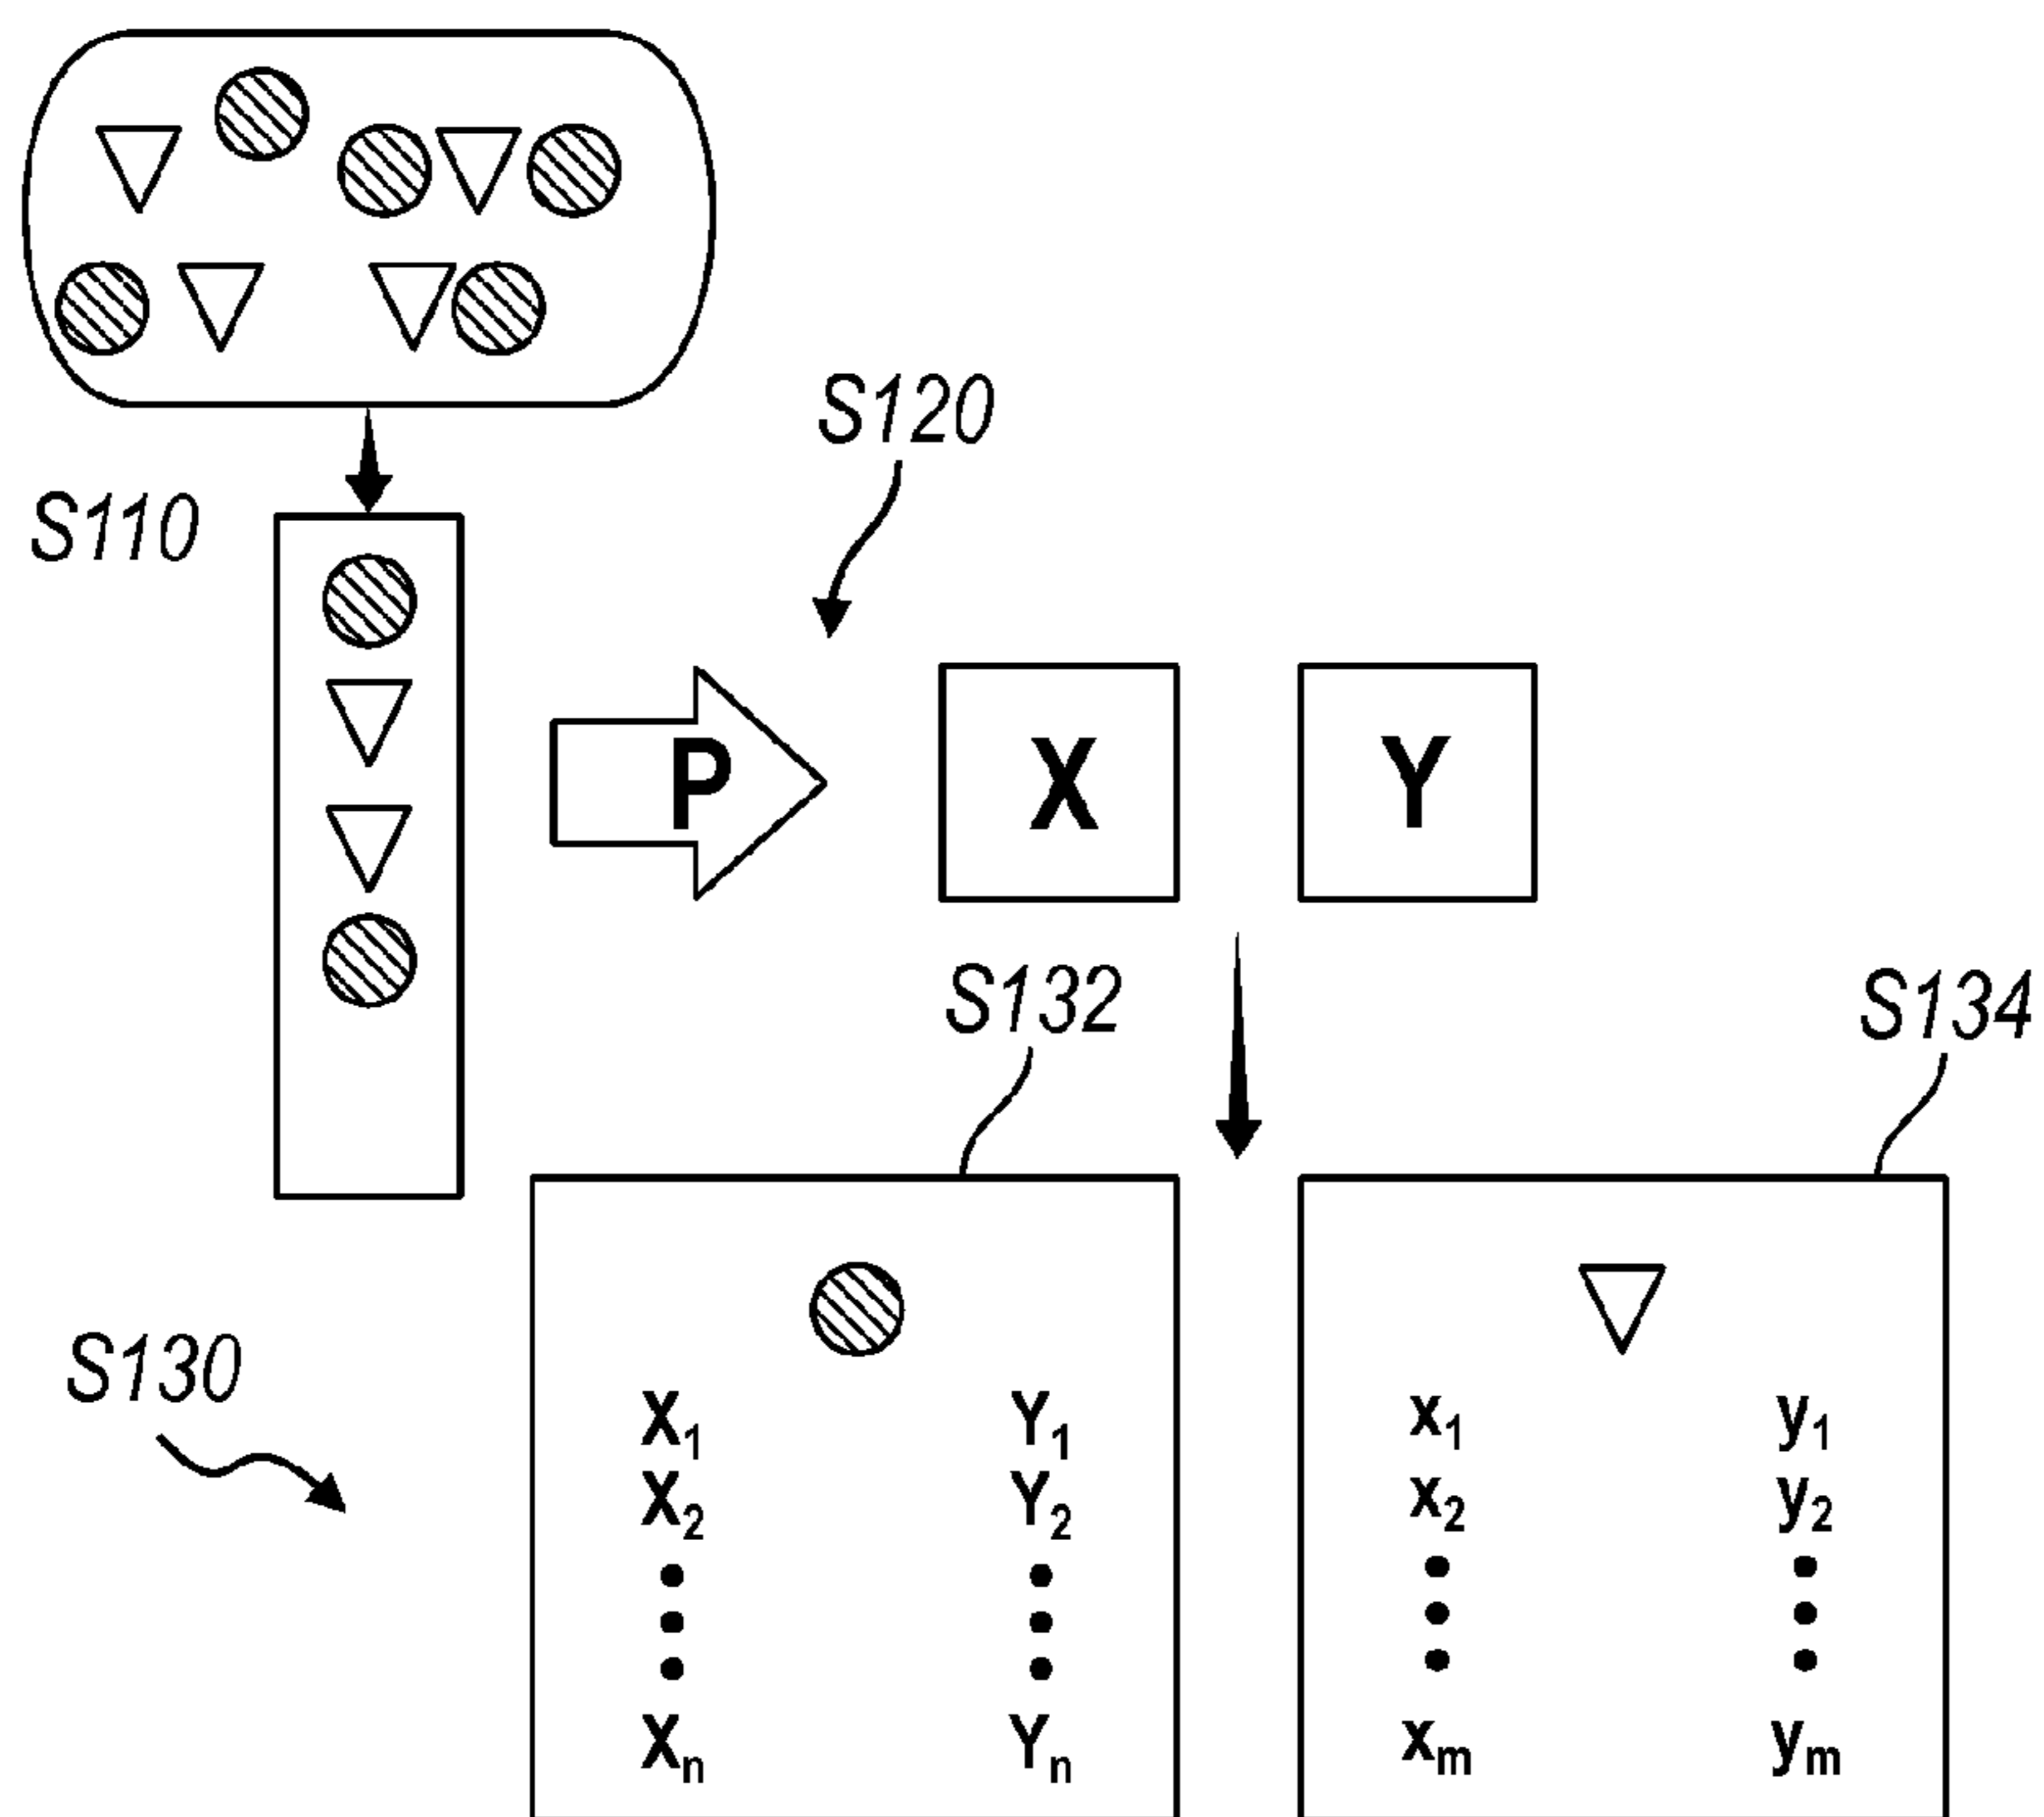 S120
S110
P X Y
S132
S134
S130
X1 Y1
X2 Y2
Xn Yn
x1 y1
x2 y2
xm ym